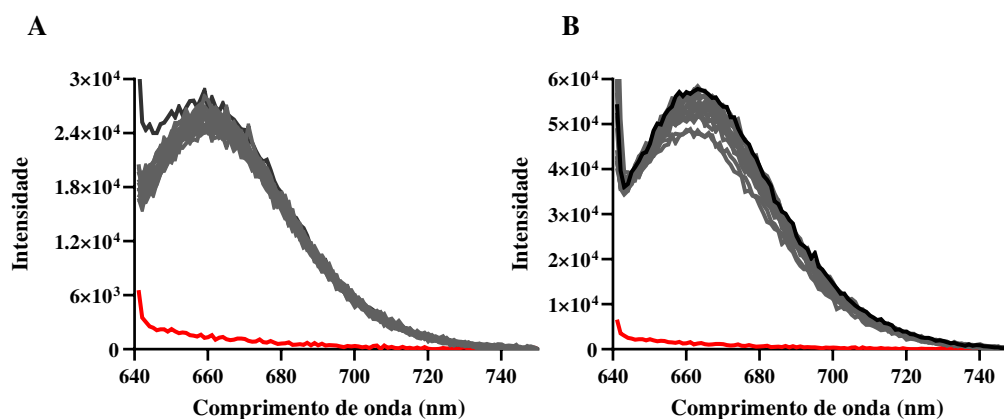 A
Intensidade
3×10⁴
2.4×10⁴
1.8×10⁴
1.2×10⁴
6×10³
0
640 660 680 700 720 740
Comprimento de onda (nm)
B
Intensidade
6×10⁴
5×10⁴
4×10⁴
3×10⁴
2×10⁴
1×10⁴
0
640 660 680 700 720 740
Comprimento de onda (nm)